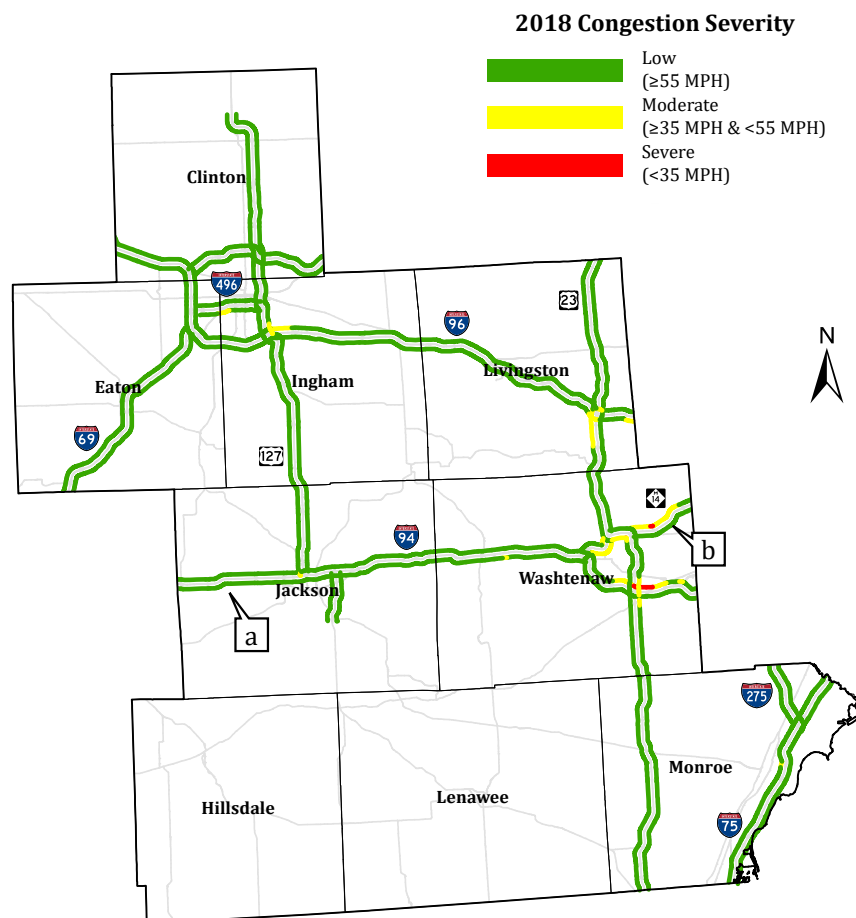 2018 Congestion Severity
Low
(≥55 MPH)
Moderate
(≥35 MPH & <55 MPH)
Severe
(<35 MPH)
Clinton
496
23
96
N
Livingston
Ingham
Eaton
69
127
M
14
94
b
Washtenaw
Jackson
a
275
Monroe
Lenawee
Hillsdale
75